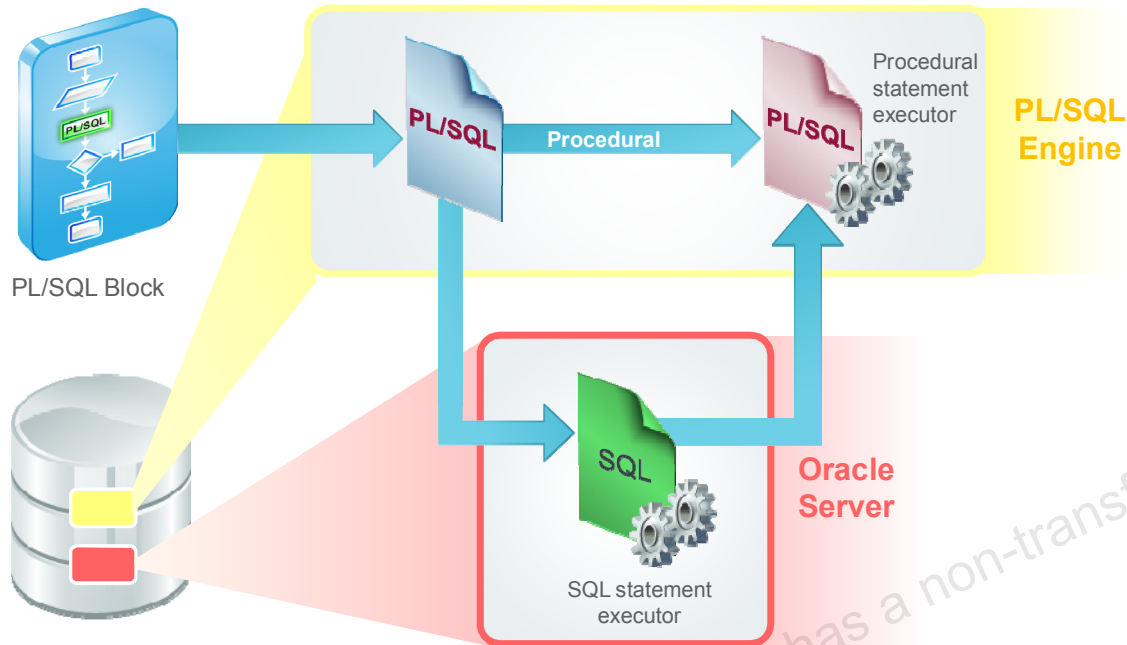 PL/SQL
PL/SQL Block
PL/SQL
Procedural
PL/SQL
Procedural
statement
executor
PL/SQL
Engine
SQL
SQL statement
executor
Oracle
Server
has a non-transf